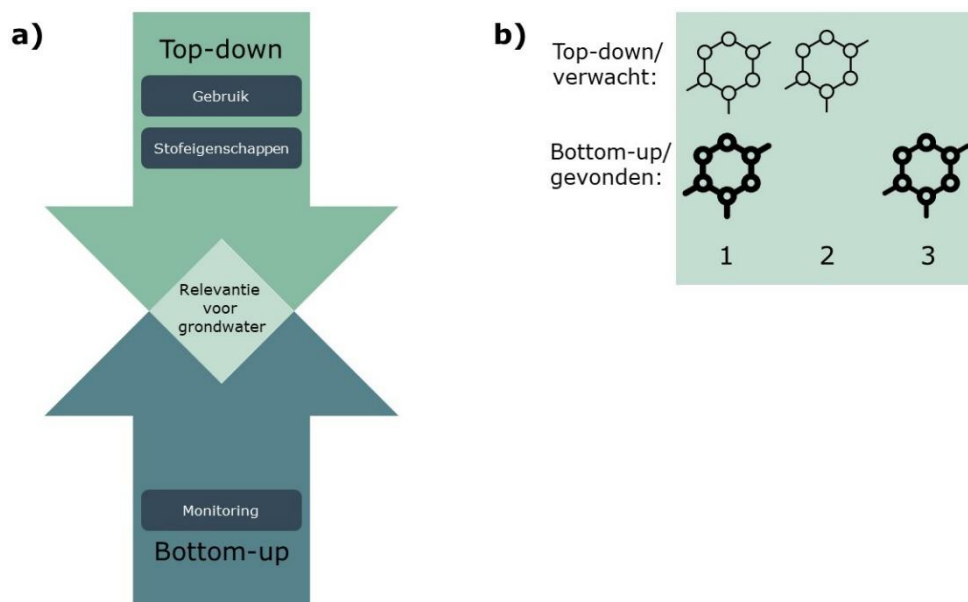 a)
Top-down
Gebruik
Stofeigenschappen
Relevantie
voor
grondwater
Monitoring
Bottom-up
b)
Top-down/
verwacht:
Bottom-up/
gevonden:
1 2 3